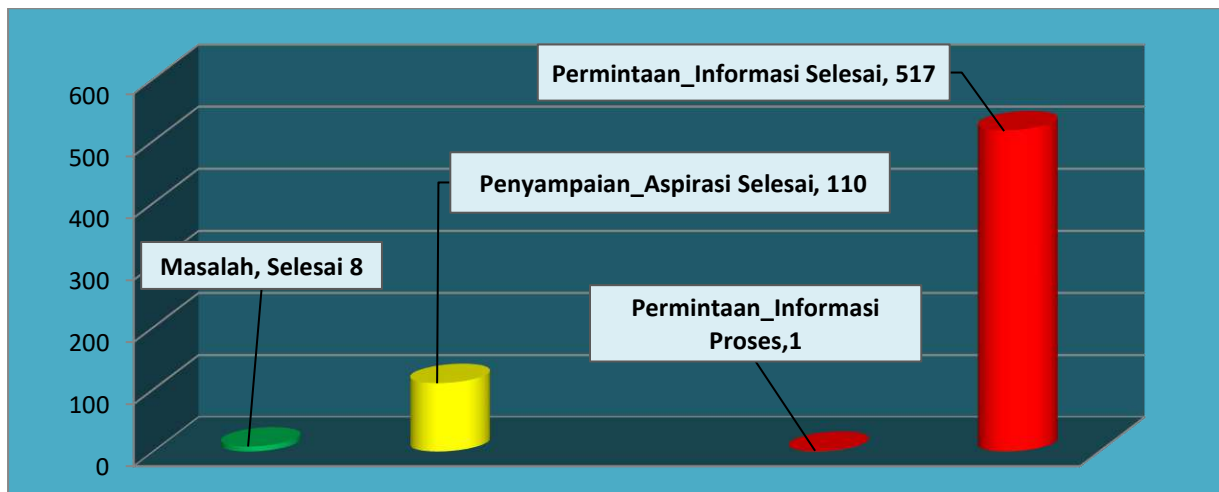 Permintaan_Informasi Selesai, 517
Penyampaian_Aspirasi Selesai, 110
Masalah, Selesai 8
Permintaan_Informasi
Proses,1
600
500
400
300
200
100
0